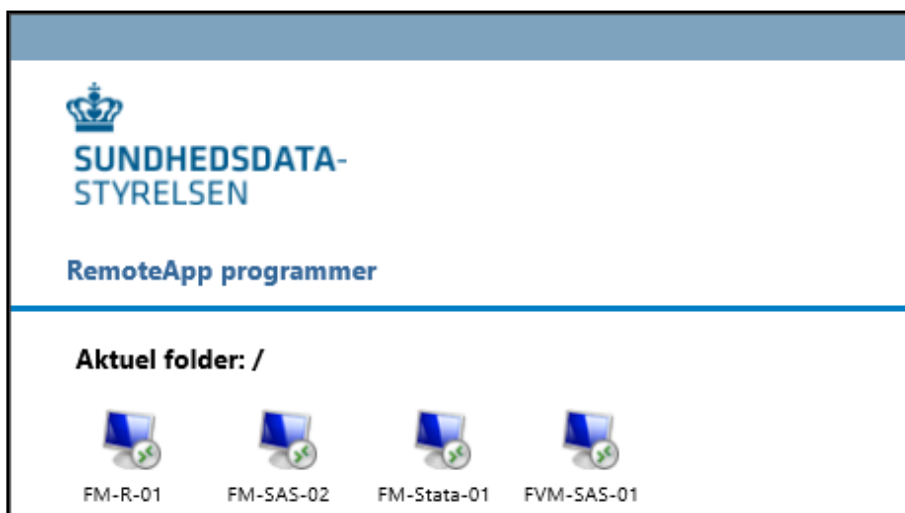 SUNDHEDSDATA-
STYRELSEN
RemoteApp programmer
Aktuel folder: /
FM-R-01 FM-SAS-02 FM-Stata-01 FVM-SAS-01